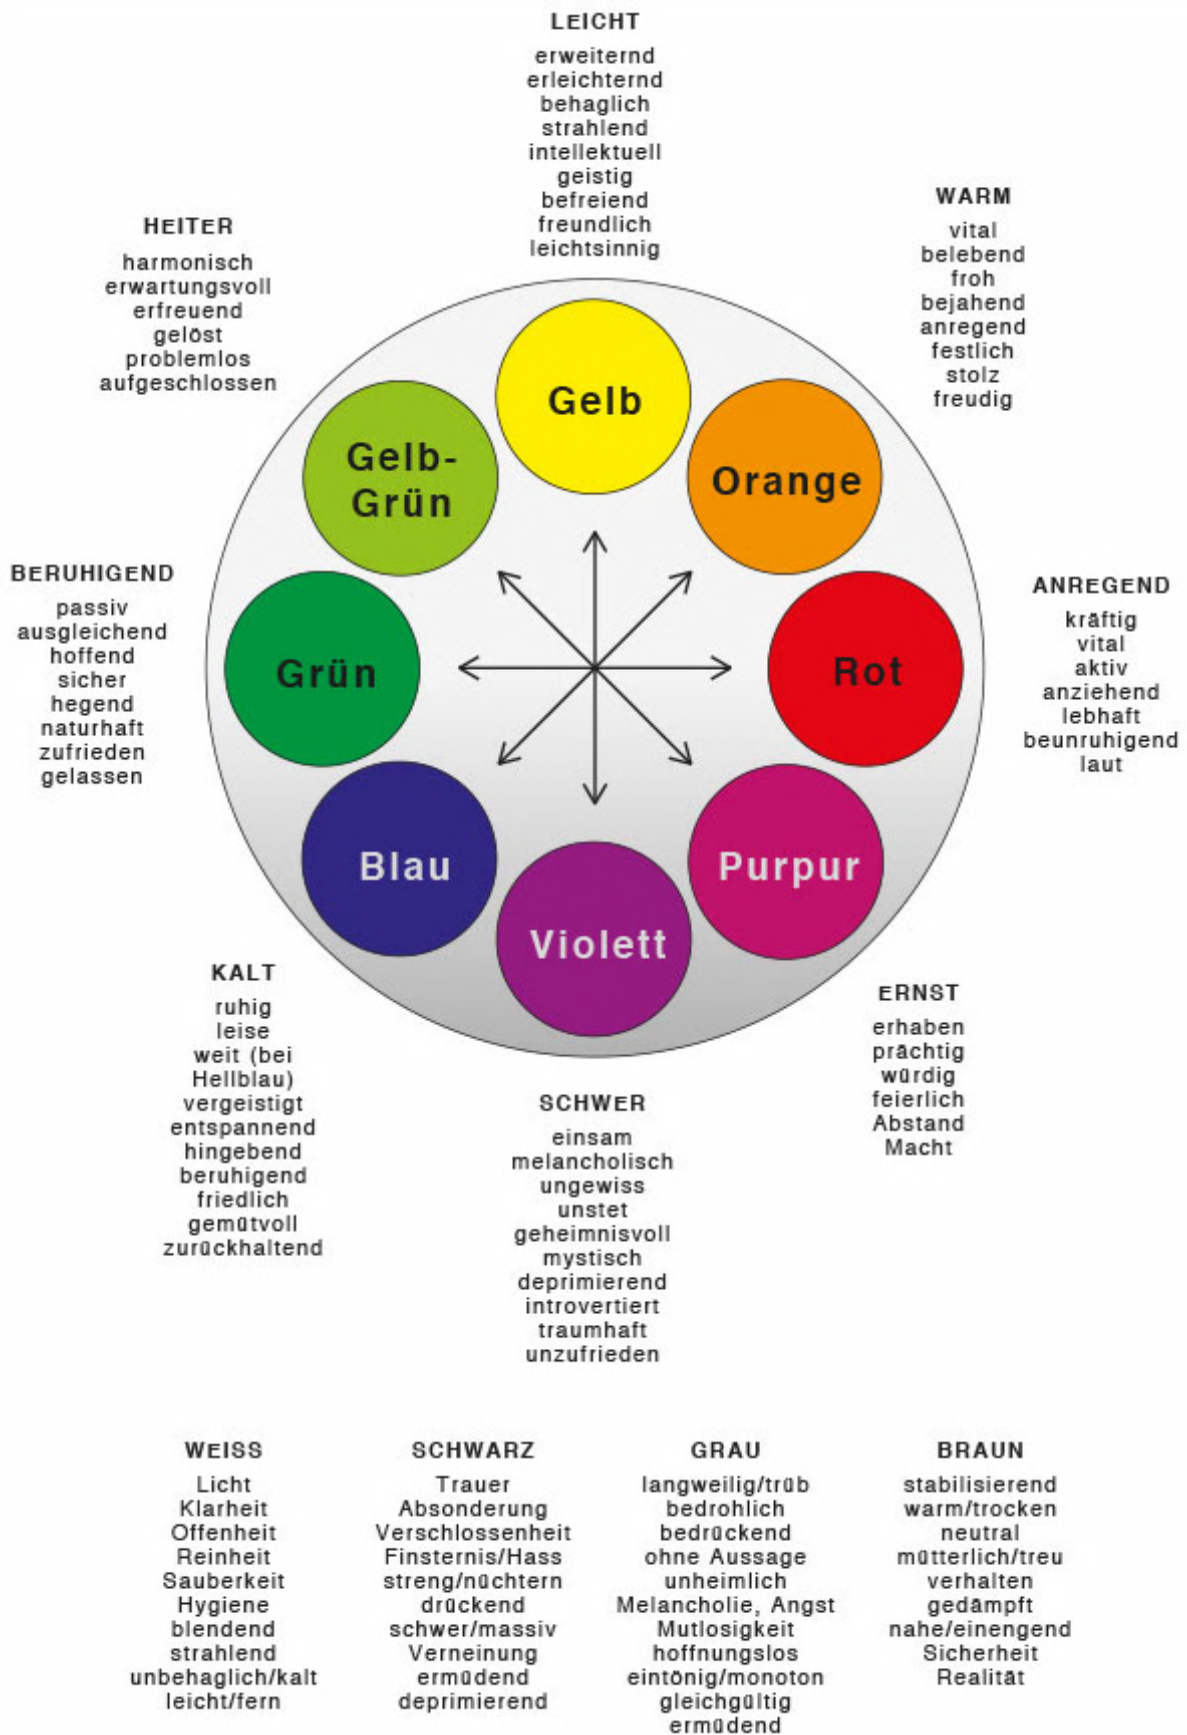 LEICHT
erweiternd
erleichternd
behaglich
strahlend
intellektuell
geistig
befreiend
freundlich
leichtsinnig
WARM
vital
belebend
froh
bejahend
anregend
festlich
stolz
freudig
HEITER
harmonisch
erwartungsvoll
erfreuend
gelöst
problemlos
aufgeschlossen
Gelb
Gelb-
Grün
Orange
BERUHIGEND
passiv
ausgleichend
hoffend
sicher
hegend
naturhaft
zufrieden
gelassen
Grün
Rot
ANREGEND
kräftig
vital
aktiv
anziehend
lebhaft
beunruhigend
laut
Blau
Violett
Purpur
KALT
ruhig
leise
weit (bei
Hellblau)
vergeistigt
entspannend
hingebend
beruhigend
friedlich
gemütvoll
zurückhaltend
SCHWER
einsam
melancholisch
ungewiss
unstet
geheimnisvoll
mystisch
deprimierend
introvertiert
traumhaft
unzufrieden
ERNST
erhaben
prächtig
würdig
feierlich
Abstand
Macht
WEISS
Licht
Klarheit
Offenheit
Reinheit
Sauberkeit
Hygiene
blendend
strahlend
unbehaglich/kalt
leicht/fern
SCHWARZ
Trauer
Absonderung
Verschlossenheit
Finsternis/Hass
streng/nüchtern
drückend
schwer/massiv
Verneinung
ermüdend
deprimierend
GRAU
langweilig/trüb
bedrohlich
bedrückend
ohne Aussage
unheimlich
Melancholie, Angst
Mutlosigkeit
hoffnungslos
eintönig/monoton
gleichgültig
ermüdend
BRAUN
stabilisierend
warm/trocken
neutral
mütterlich/treu
verhalten
gedämpft
nahe/einengend
Sicherheit
Realität